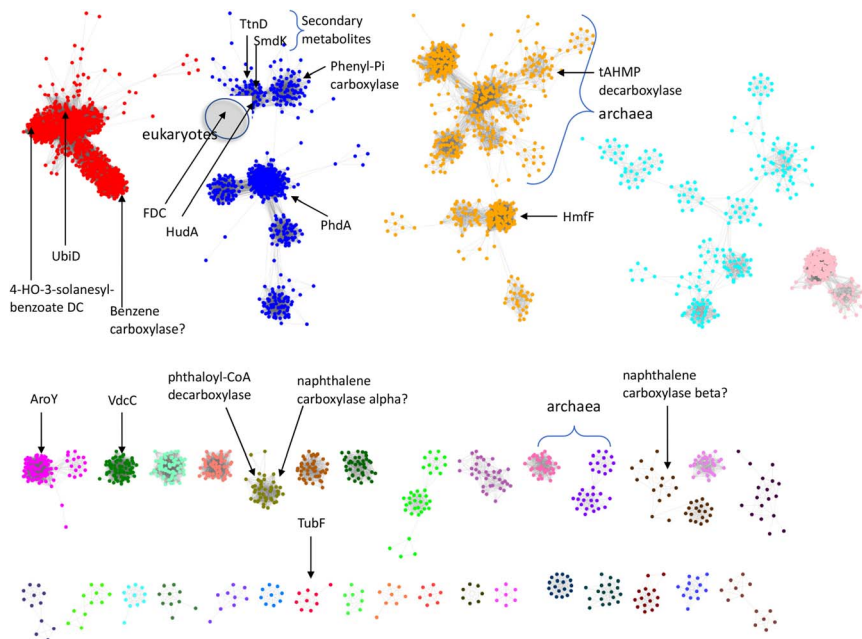 TtnD
SmdK
Secondary
metabolites
Phenyl-Pi
carboxylase
eukaryotes
FDC
HudA
PhdA
UbiD
4-HO-3-solanesyl-
benzoate DC
Benzene
carboxylase?
tAHMP
decarboxylase
archaea
HmfF
AroY
VdcC
phthaloyl-CoA
decarboxylase
naphthalene
carboxylase alpha?
archaea
naphthalene
carboxylase beta?
TubF